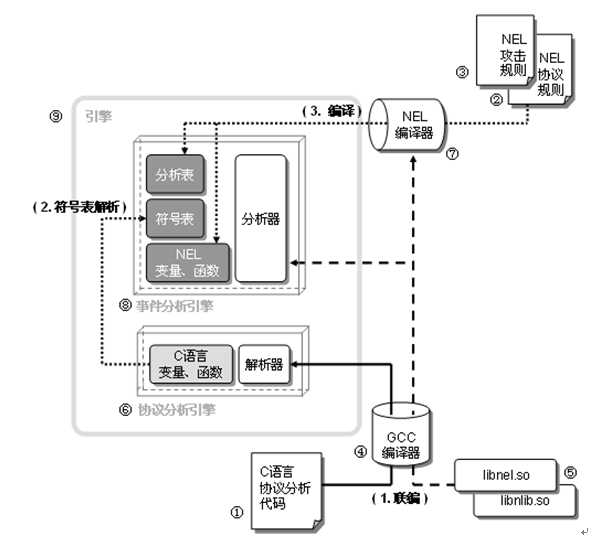 NEL
攻击
规则
③
NEL
协议
规则
②
⑨
引擎
(3. 编译)
NEL
编译器
⑦
分析表
(2.符号表解析)
符号表
分析器
NEL
变量、函数
⑧
事件分析引擎
C语言
变量、函数
解析器
⑥
协议分析引擎
GCC
编译器
④
C语言
协议分析
代码
①
(1.联编)
libnel.so
⑤
libnlib.so
↵